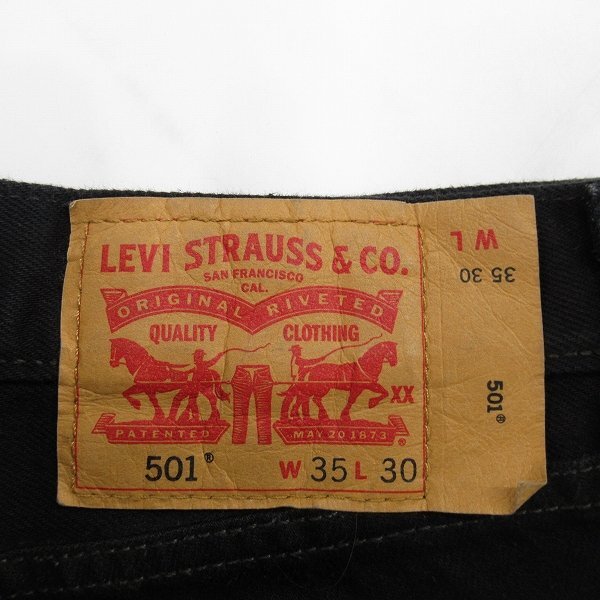 LEVI STRAUSS & CO.
SAN FRANCISCO
CAL.
ORIGINAL RIVETED
QUALITY CLOTHING
XX
PATENTED MAY 20 1873 ®
501® W 35 L 30
W L
35 30
501®